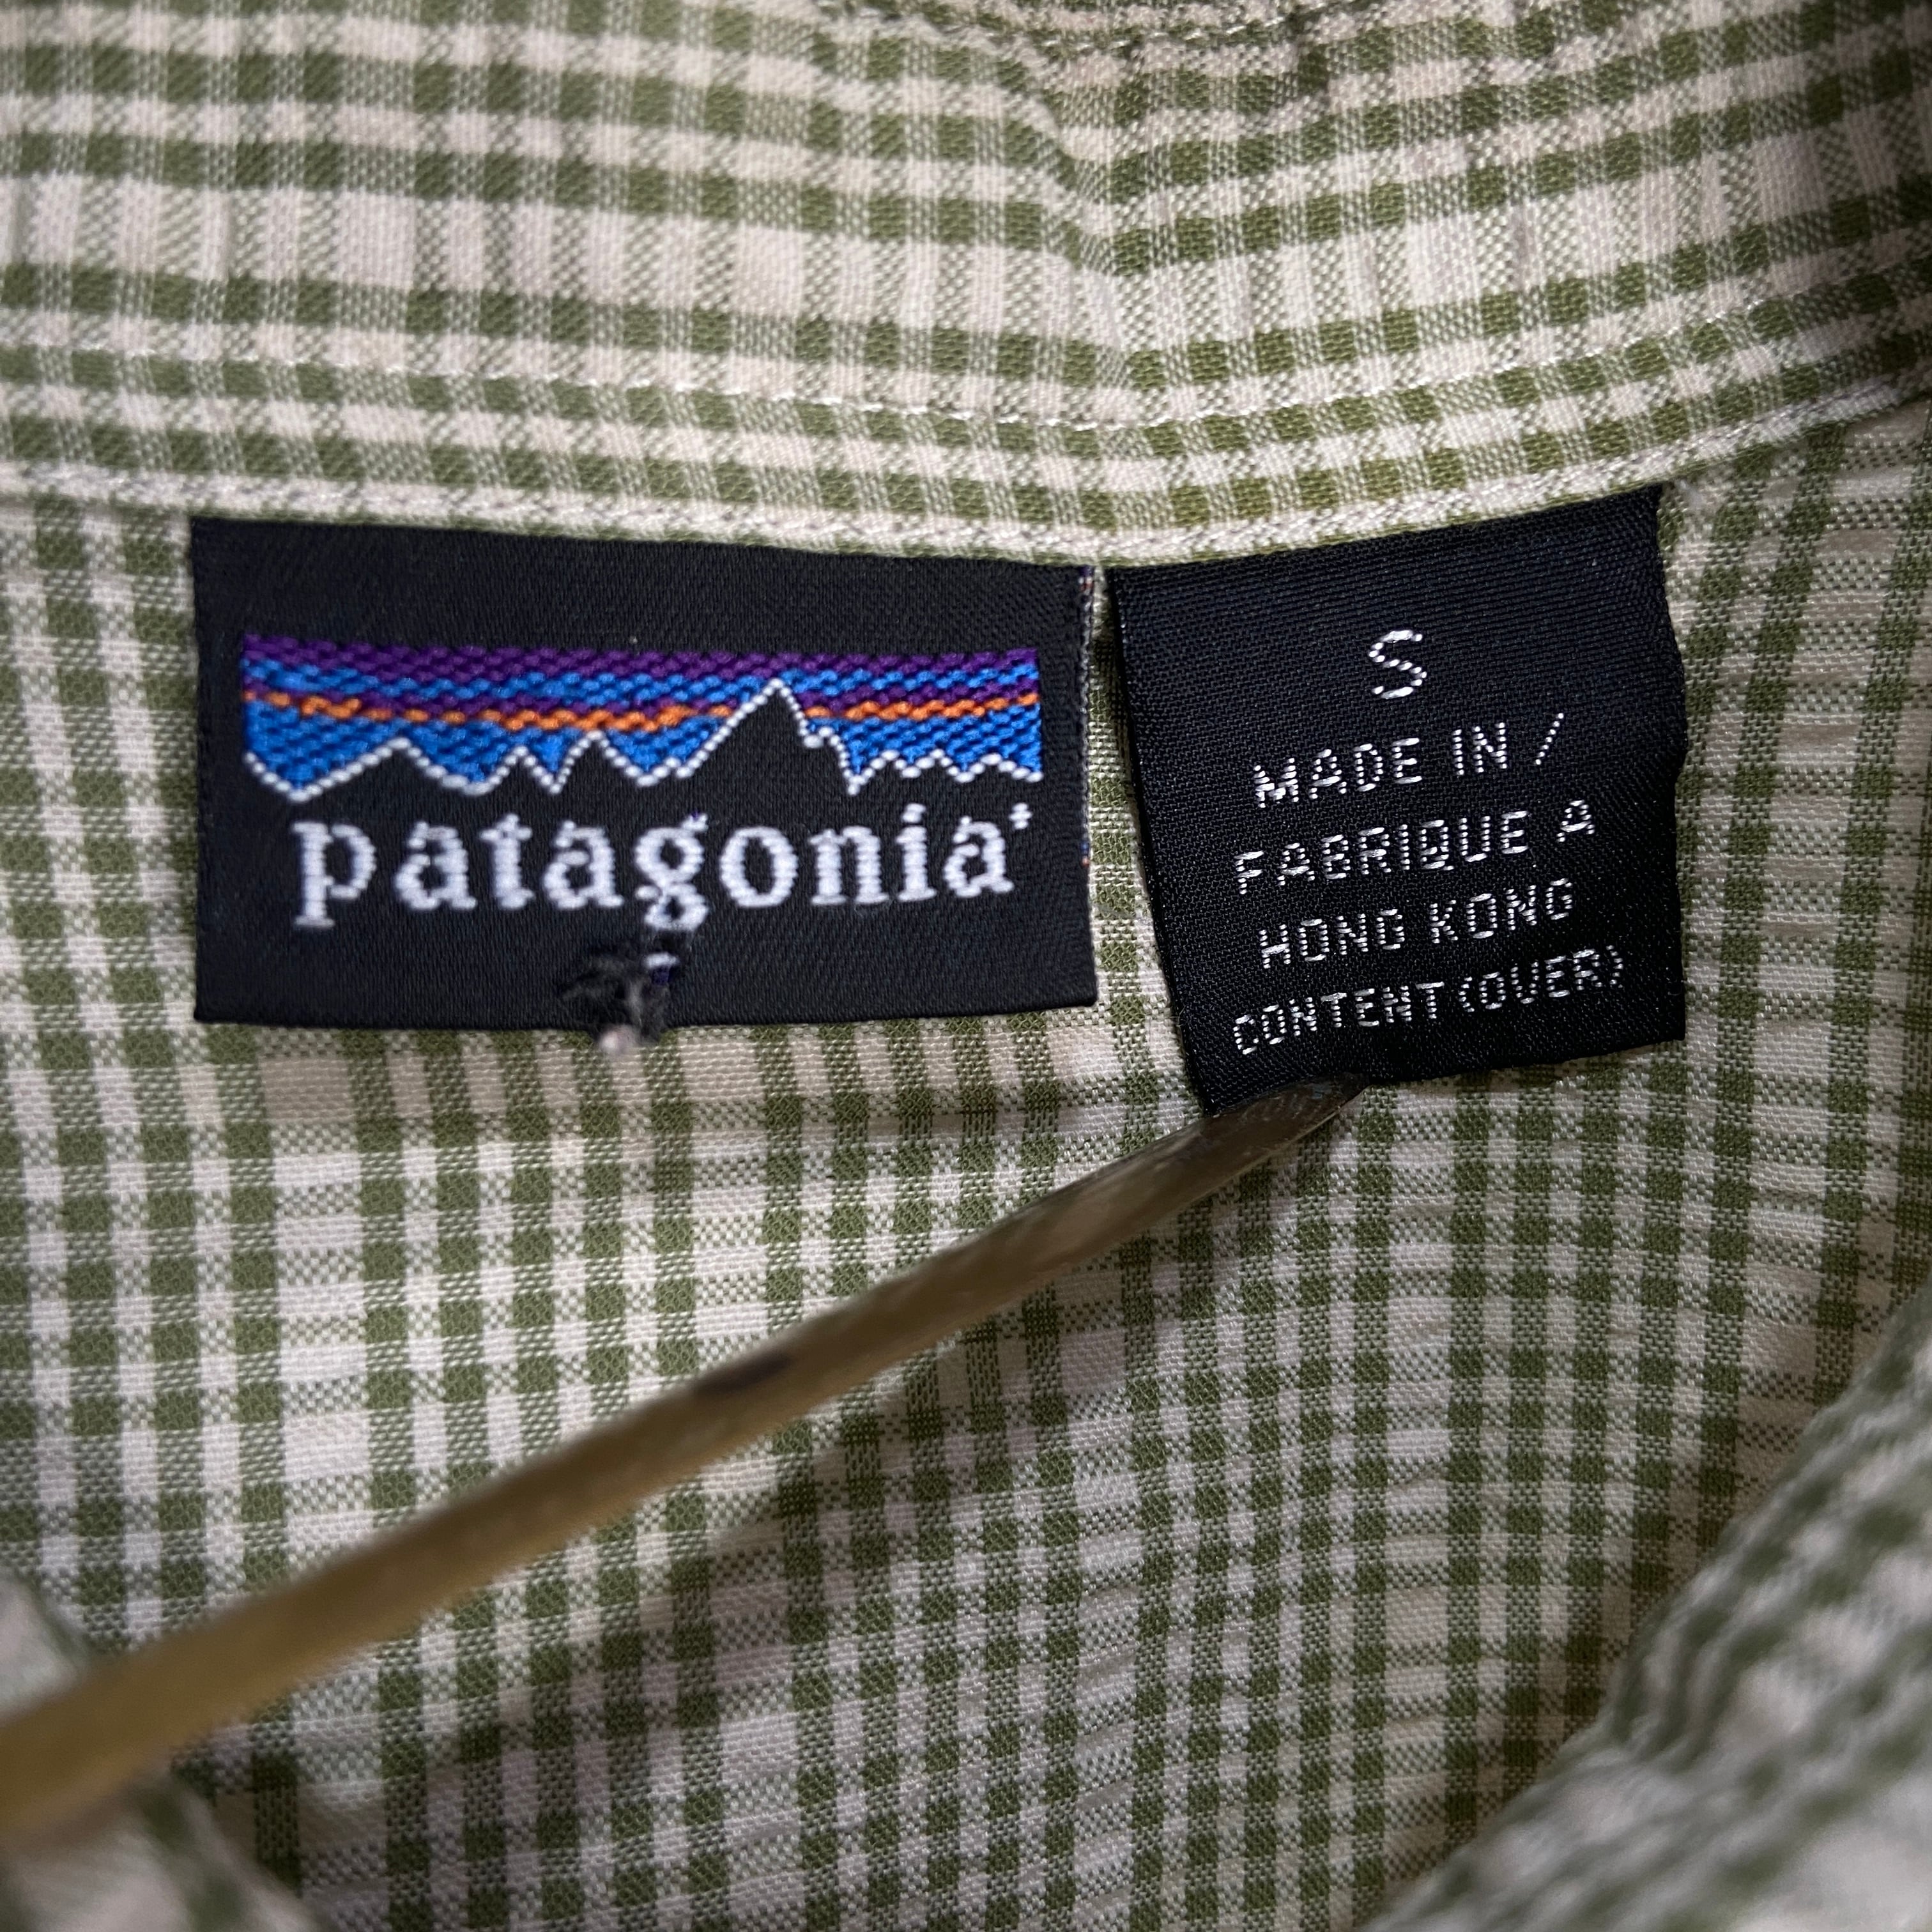 patagonia
S
MADE IN /
FABRIQUE A
HONG KONG
CONTENT (OVER)